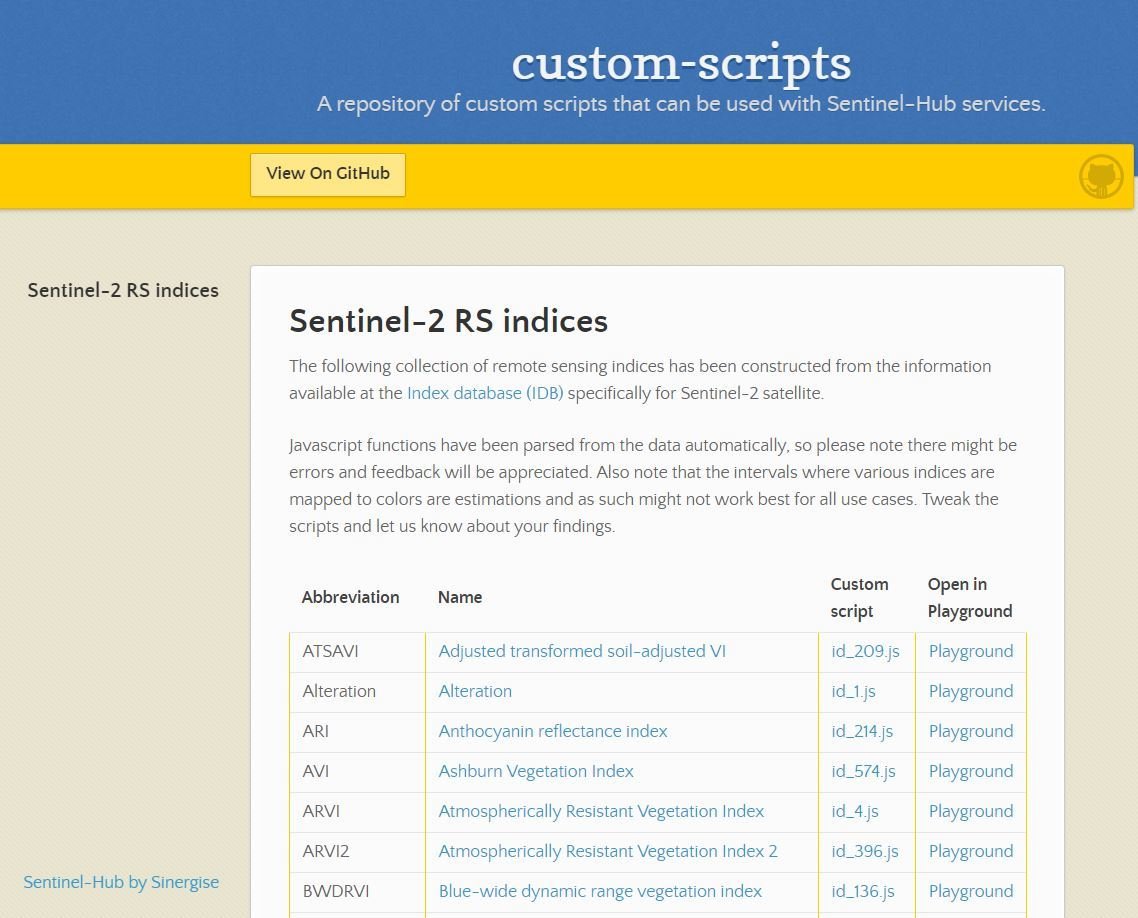 custom-scripts
A repository of custom scripts that can be used with Sentinel-Hub services.
View On GitHub
Sentinel-2 RS indices
Sentinel-2 RS indices
The following collection of remote sensing indices has been constructed from the information
available at the Index database (IDB) specifically for Sentinel-2 satellite.
Javascript functions have been parsed from the data automatically, so please note there might be
errors and feedback will be appreciated. Also note that the intervals where various indices are
mapped to colors are estimations and as such might not work best for all use cases. Tweak the
scripts and let us know about your findings.
Abbreviation Name Custom script Open in Playground
ATSAVI Adjusted transformed soil-adjusted VI id_209.js Playground
Alteration Alteration id_1.js Playground
ARI Anthocyanin reflectance index id_214.js Playground
AVI Ashburn Vegetation Index id_574.js Playground
ARVI Atmospherically Resistant Vegetation Index id_4.js Playground
ARVI2 Atmospherically Resistant Vegetation Index 2 id_396.js Playground
BWDRVI Blue-wide dynamic range vegetation index id_136.js Playground
Sentinel-Hub by Sinergise